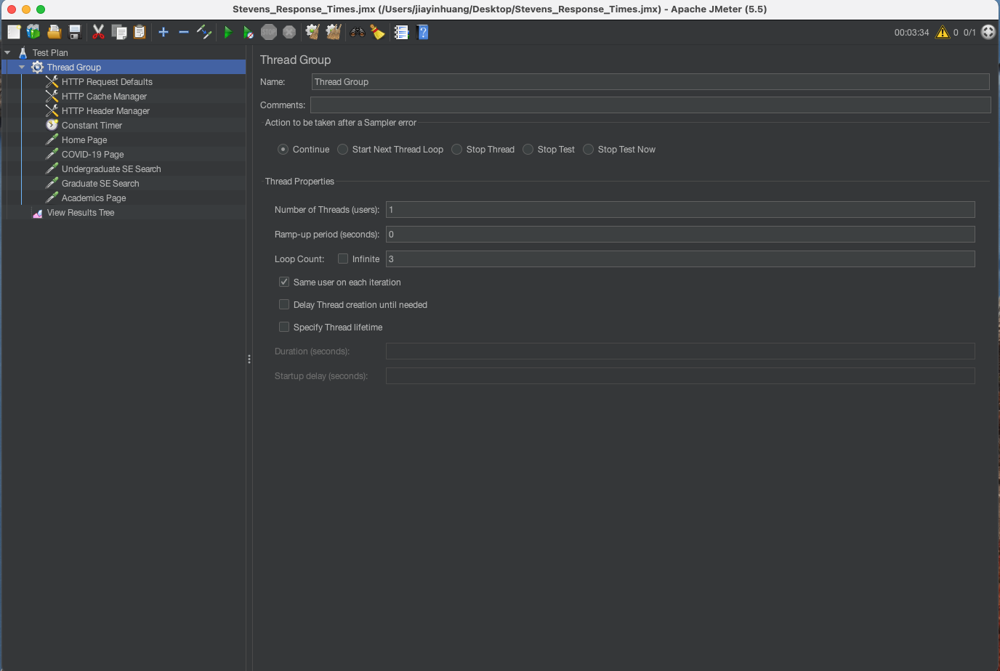 Stevens_Response_Times.jmx (/Users/jiayinhuang/Desktop/Stevens_Response_Times.jmx) - Apache JMeter (5.5)
STOP
?
00:03:34 0 0/1
Test Plan
Thread Group
HTTP Request Defaults
HTTP Cache Manager
HTTP Header Manager
Constant Timer
Home Page
COVID-19 Page
Undergraduate SE Search
Graduate SE Search
Academics Page
View Results Tree
Thread Group
Name: Thread Group
Comments:
Action to be taken after a Sampler error
Continue Start Next Thread Loop Stop Thread Stop Test Stop Test Now
Thread Properties
Number of Threads (users): 1
Ramp-up period (seconds): 0
Loop Count: Infinite 3
Same user on each iteration
Delay Thread creation until needed
Specify Thread lifetime
Duration (seconds):
Startup delay (seconds):